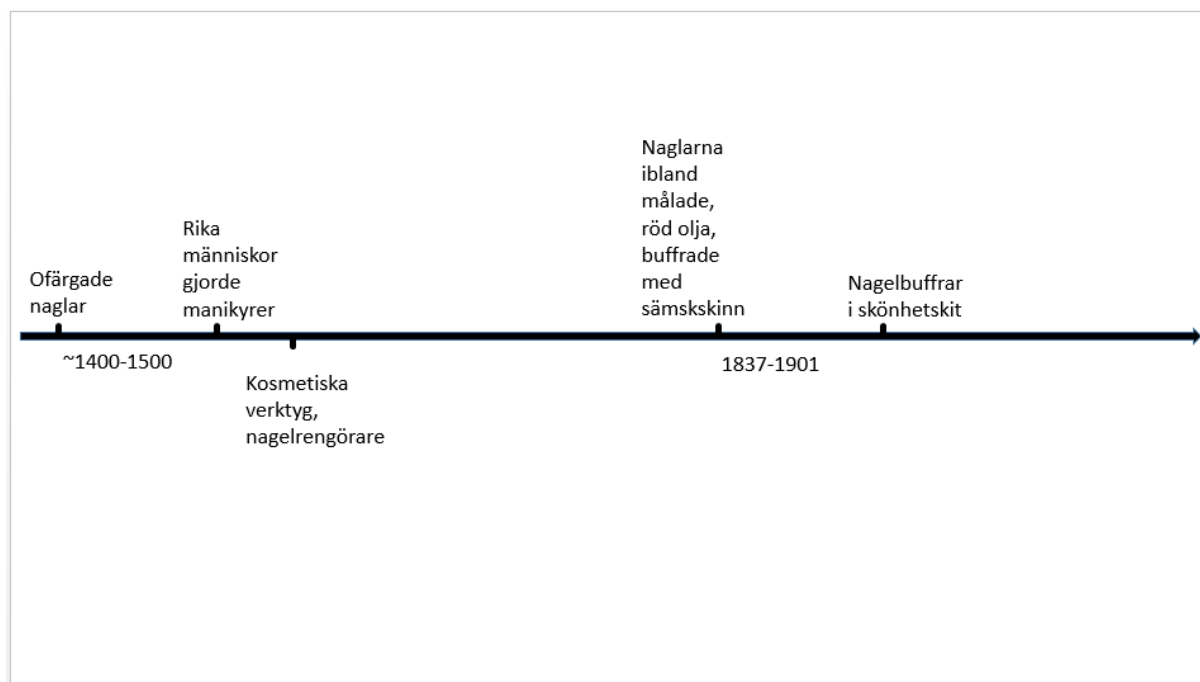 Ofärgade
naglar
Rika
människor
gjorde
manikyrer
Naglarna
ibland
målade,
röd olja,
buffrade
med
sämskskinn
Nagelbuffrar
i skönhetskit
~1400-1500
1837-1901
Kosmetiska
verktyg,
nagelrengörare